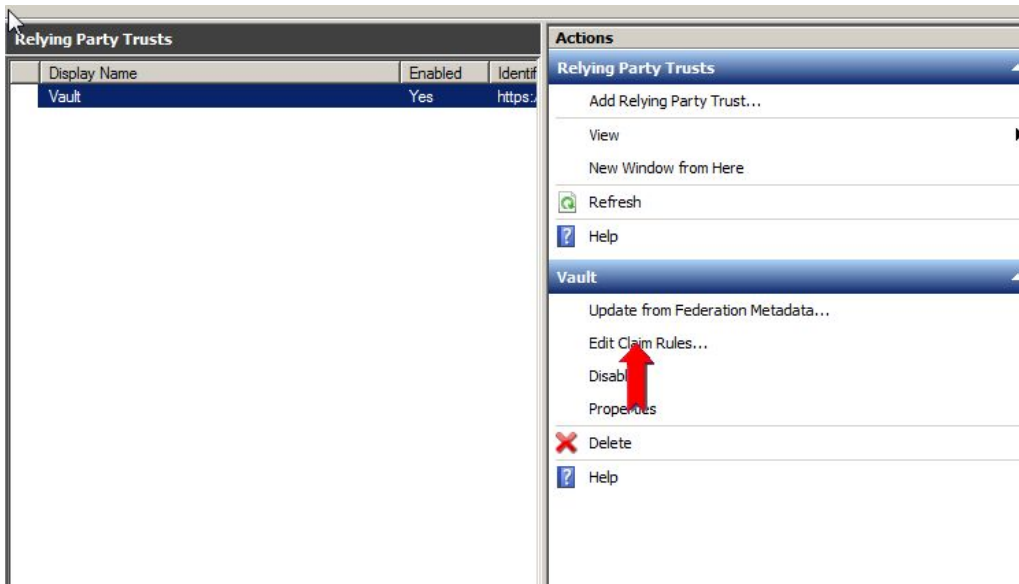 Relying Party Trusts
Display Name Enabled Identif
Vault Yes https:/
Actions
Relying Party Trusts
Add Relying Party Trust...
View
New Window from Here
Refresh
Help
Vault
Update from Federation Metadata...
Edit Claim Rules...
Disabl
Properties
Delete
Help